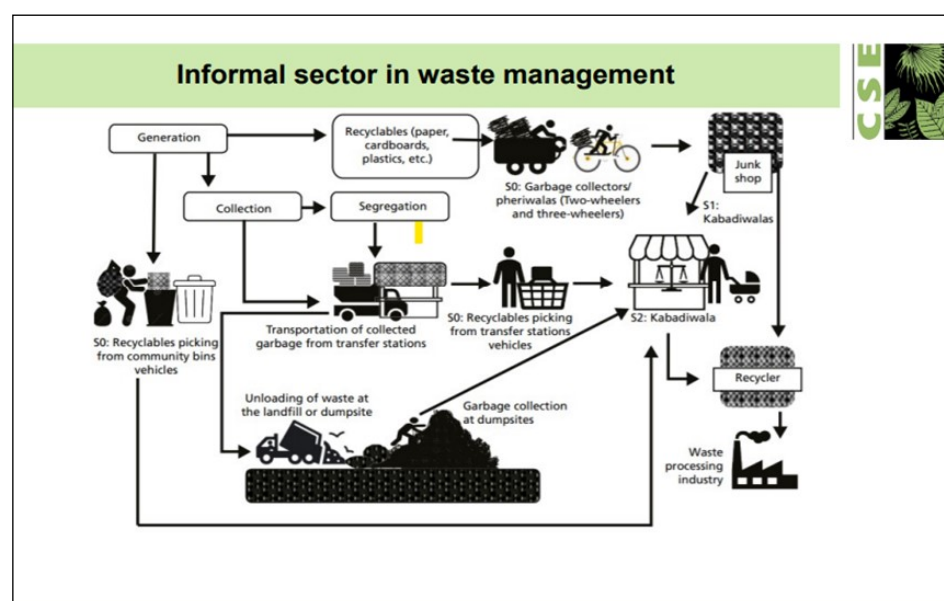 Informal sector in waste management
CSE
Generation
Recyclables (paper,
cardboards,
plastics, etc.)
S0: Garbage collectors/
pheriwalas (Two-wheelers
and three-wheelers)
Junk
shop
S1:
Kabadiwalas
Collection
Segregation
S0: Recyclables picking
from community bins
vehicles
Transportation of collected
garbage from transfer stations
S0: Recyclables picking
from transfer stations
vehicles
S2: Kabadiwala
Recycler
Unloading of waste at
the landfill or dumpsite
Garbage collection
at dumpsites
Waste
processing
industry